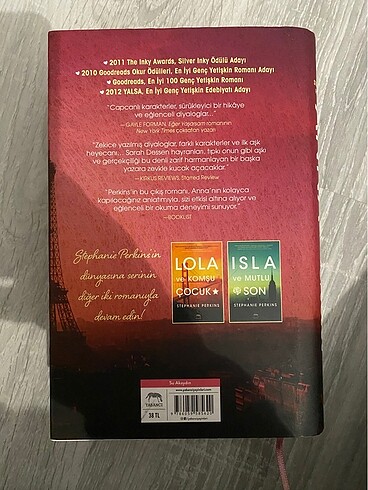 • 2011 The Inky Awards, Silver Inky Ödülü Adayı
• 2010 Goodreads Okur Ödülleri, En İyi Genç Yetişkin Romanı Adayı
• Goodreads, En İyi 100 Genç Yetişkin Romanı
• 2012 YALSA, En İyi Genç Yetişkin Edebiyatı Adayı
"Capcanlı karakterler, sürükleyici bir hikâye
ve eğlenceli diyaloglar..."
—GAYLE FORMAN, Eğer Yaşarsam romanının
New York Times çoksatan yazarı
"Zekice yazılmış diyaloglar, farklı karakterler ve ilk aşk
heyecanı... Sarah Dessen hayranları, tıpkı onun gibi aşkı
ve gerçekçiliği bu denli zarif harmanlayan bir başka
yazara zevkle kucak açacaklar."
—KIRKUS REVIEWS, Starred Review
"Perkins'in bu çıkış romanı, Anna'nın kolayca
kapılacağınız anlatımıyla, sizi etkisi altına alıyor ve
eğlenceli bir okuma deneyimi sunuyor."
—BOOKLIST
Stephanie Perkins'in
dünyasına serinin
diğer iki romanıyla
devam edin!
LOLA
ve KOMŞU
ÇOCUK
STEPHANIE PERKINS
ISLA
ve MUTLU
SON
STEPHANIE PERKINS
YABANCI
38 TL